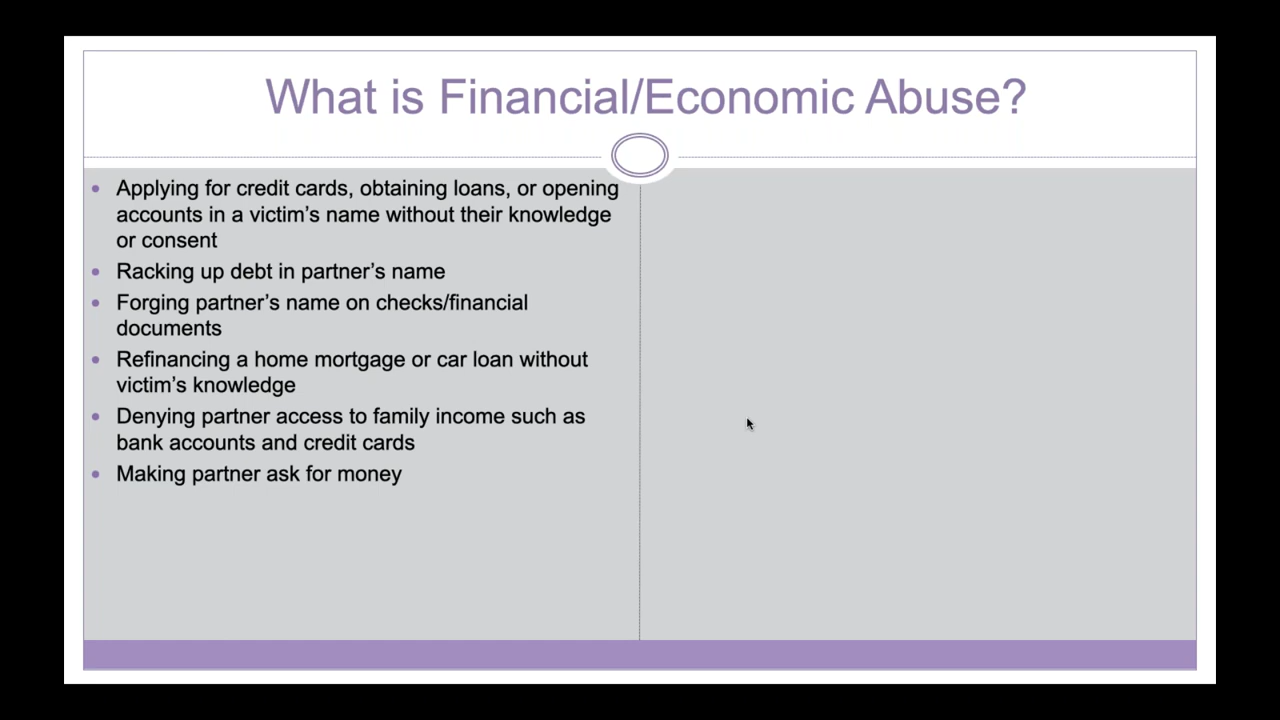 What is Financial/Economic Abuse?
• Applying for credit cards, obtaining loans, or opening
accounts in a victim’s name without their knowledge
or consent
• Racking up debt in partner’s name
• Forging partner’s name on checks/financial
documents
• Refinancing a home mortgage or car loan without
victim’s knowledge
• Denying partner access to family income such as
bank accounts and credit cards
• Making partner ask for money